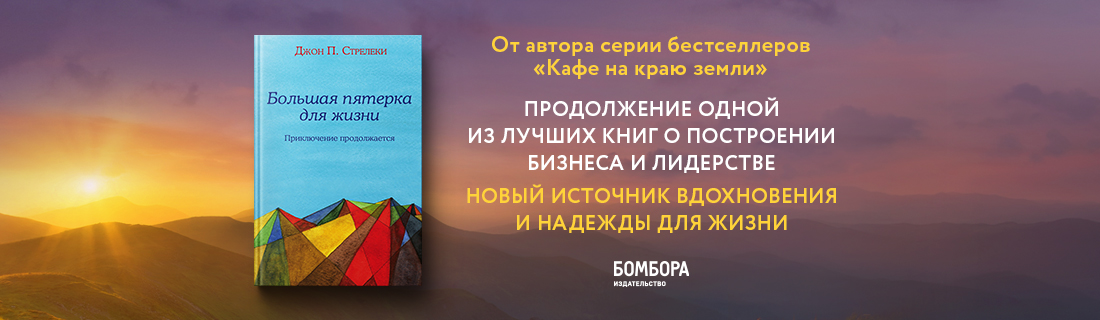 Джон П. Стрелеки
Большая пятерка
для жизни
Приключение продолжается
От автора серии бестселлеров
«Кафе на краю земли»
ПРОДОЛЖЕНИЕ ОДНОЙ
ИЗ ЛУЧШИХ КНИГ О ПОСТРОЕНИИ
БИЗНЕСА И ЛИДЕРСТВЕ
НОВЫЙ ИСТОЧНИК ВДОХНОВЕНИЯ
И НАДЕЖДЫ ДЛЯ ЖИЗНИ
БОМБОРА
ИЗДАТЕЛЬСТВО